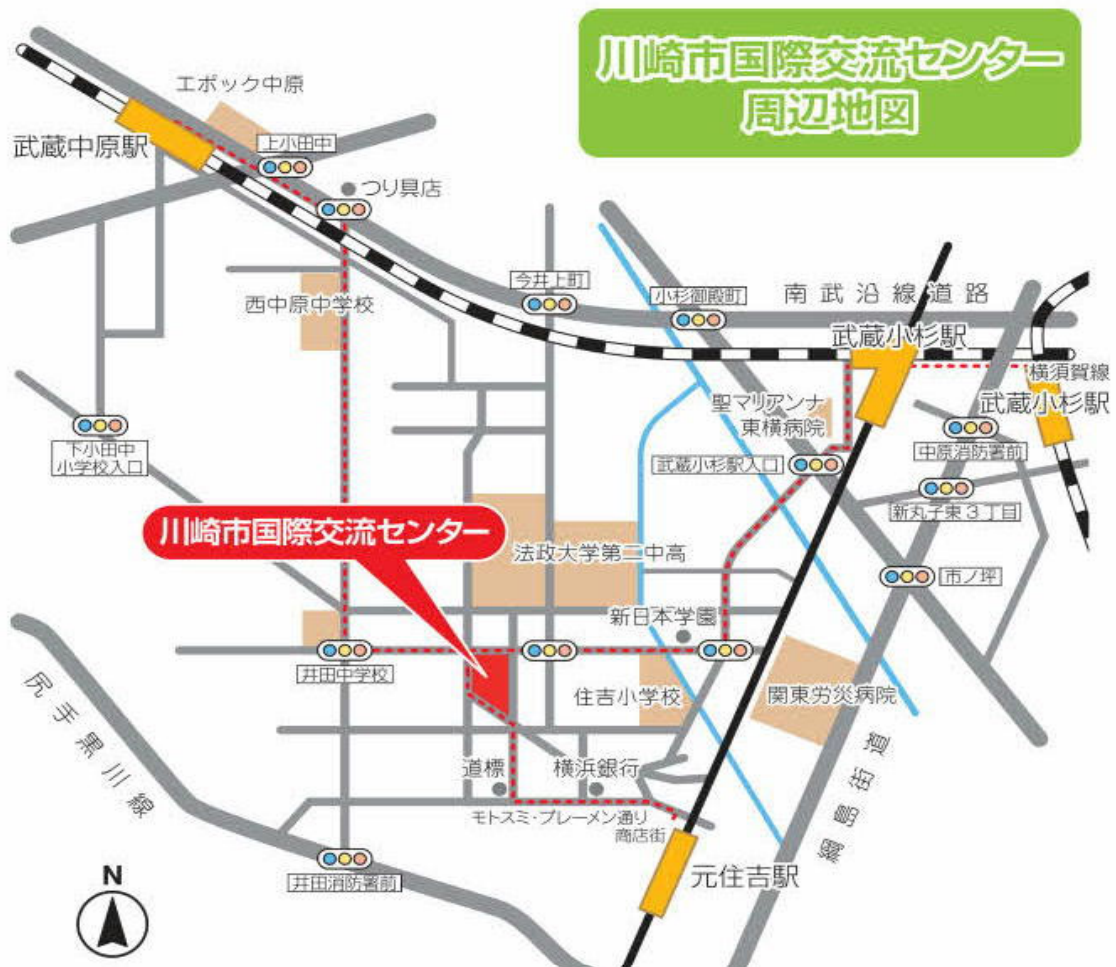 川崎市国際交流センター
周辺地図
エポック中原
武蔵中原駅
上小田中
つり具店
西中原中学校
今井上町
小杉御殿町
南武沿線道路
武蔵小杉駅
横須賀線
武蔵小杉駅
聖マリアンナ
東横病院
武蔵小杉駅入口
中原消防署前
新丸子東3丁目
下小田中
小学校入口
川崎市国際交流センター
法政大学第二中高
市ノ坪
新日本学園
井田中学校
住吉小学校
関東労災病院
尻手黒川線
道標
横浜銀行
綱島街道
モトスミ・ブレーメン通り
商店街
元住吉駅
井田消防署前
N